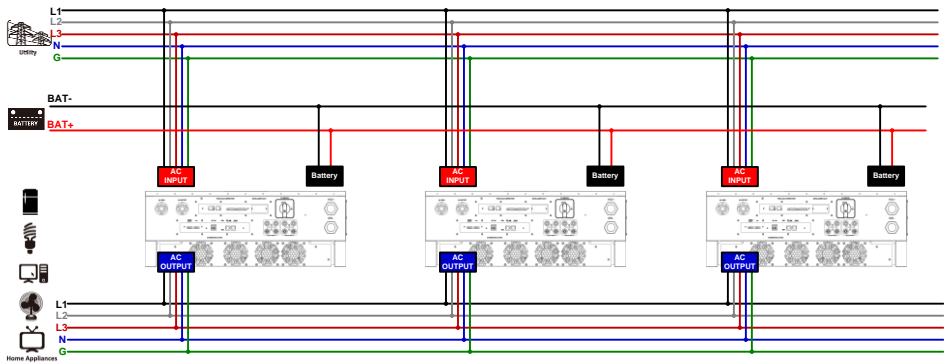 L1
L2
L3
N
G
Utility
BAT-
BATTERY
BAT+
AC
INPUT
Battery
AC
INPUT
Battery
AC
INPUT
Battery
AC
OUTPUT
AC
OUTPUT
AC
OUTPUT
L1
L2
L3
N
G
Home Appliances